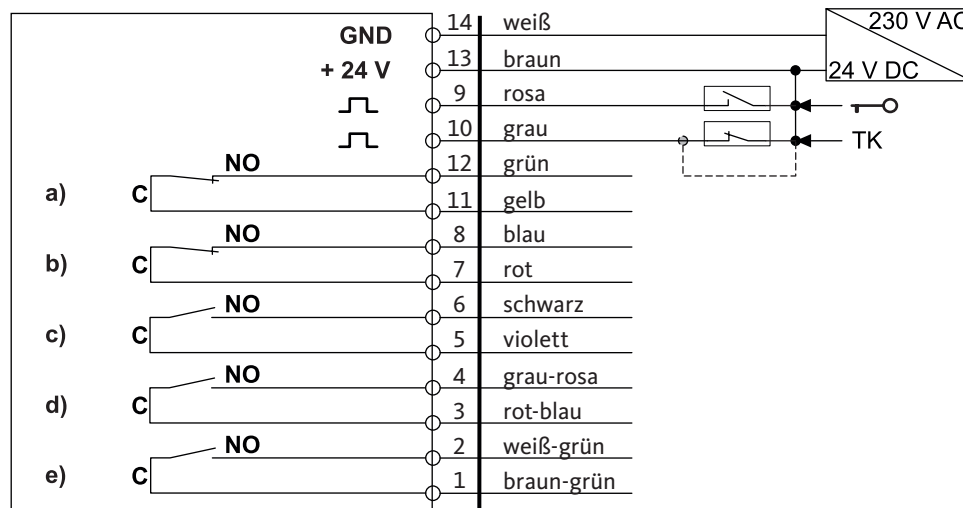 GND 14 weiß 230 V AC
+ 24 V 13 braun 24 V DC
9 rosa
10 grau TK
NO 12 grün
a) C 11 gelb
NO 8 blau
b) C 7 rot
NO 6 schwarz
c) C 5 violett
NO 4 grau-rosa
d) C 3 rot-blau
NO 2 weiß-grün
e) C 1 braun-grün